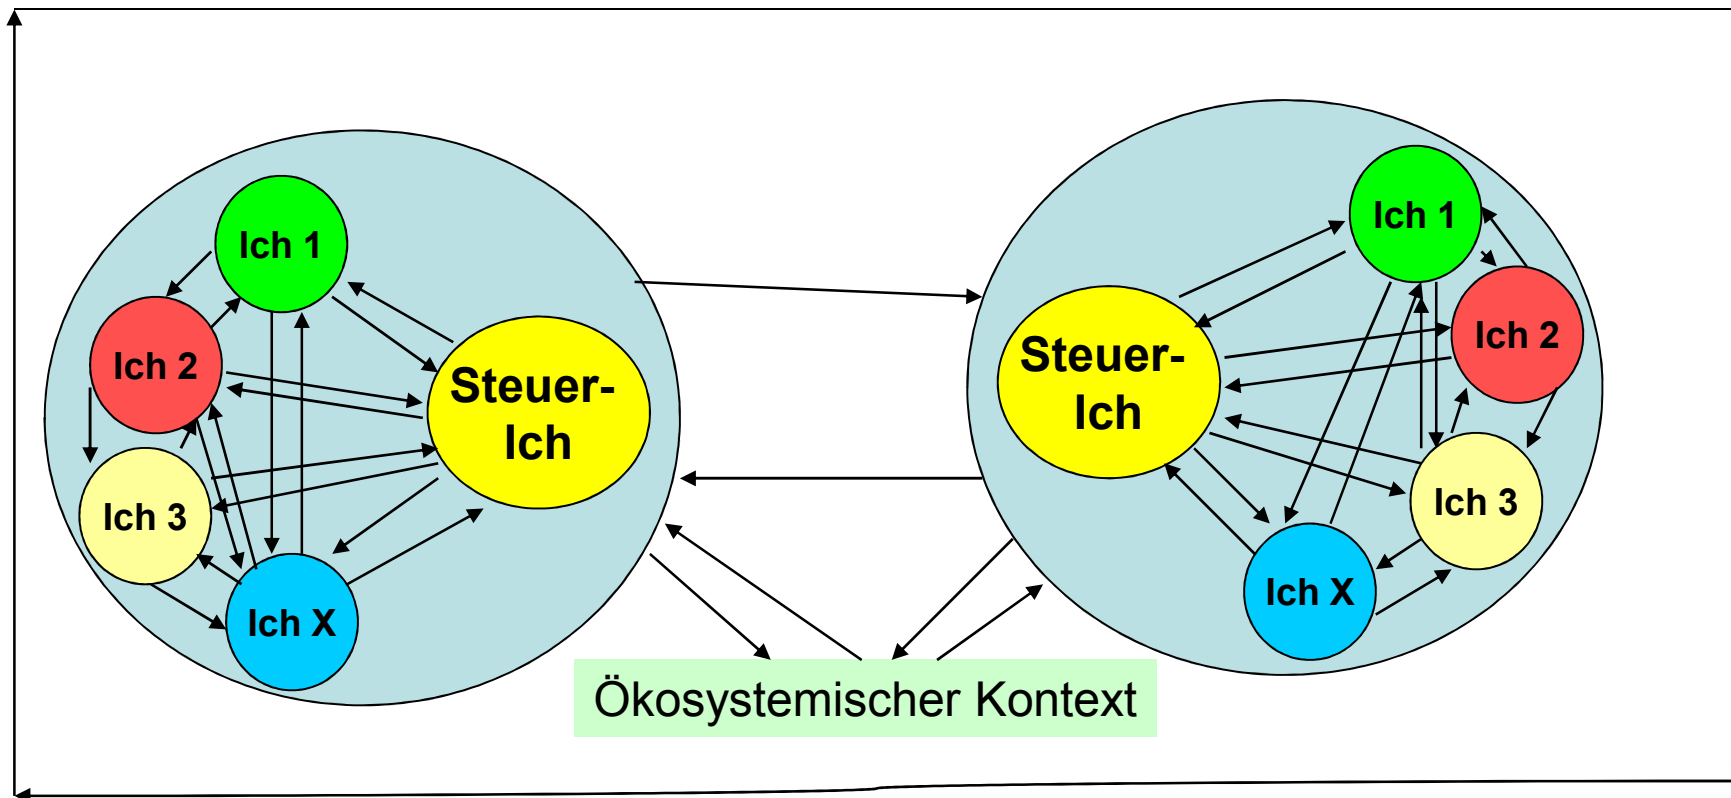 Ich 1
Ich 2
Steuer-
Ich
Ich 3
Ich X
Ich 1
Ich 2
Steuer-
Ich
Ich 3
Ich X
Ökosystemischer Kontext